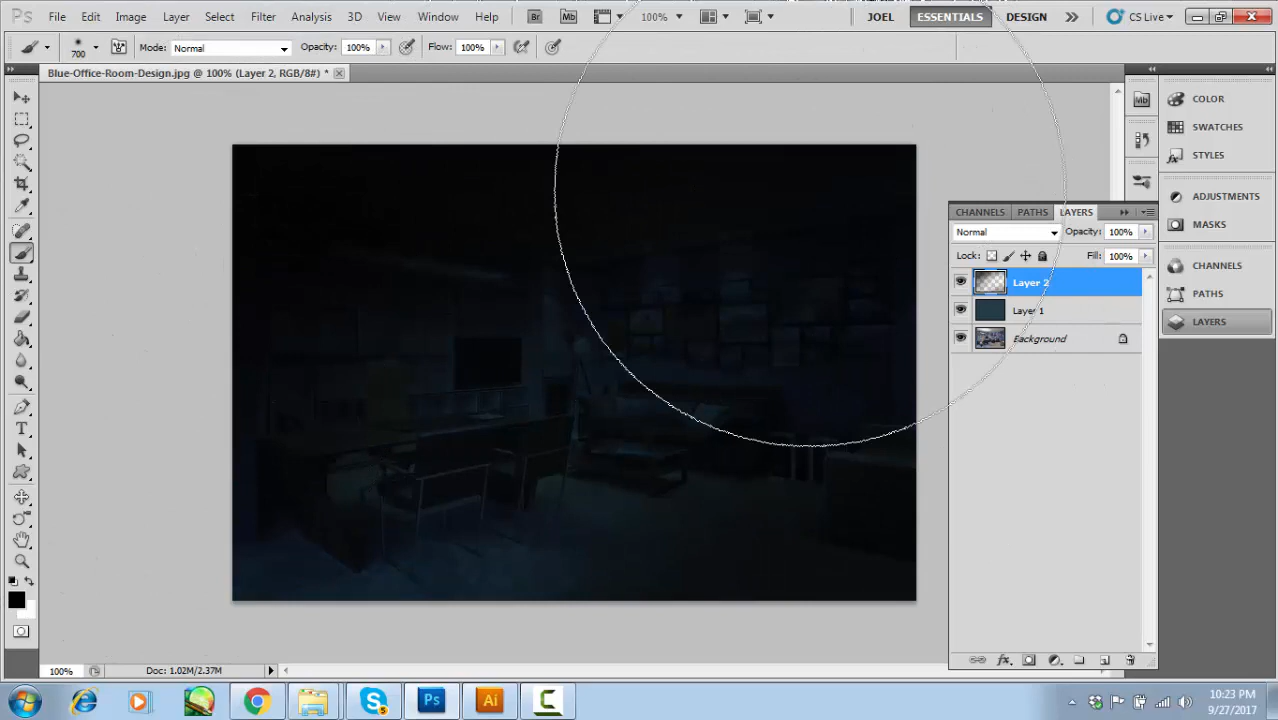 Ps File Edit Image Layer Select Filter Analysis 3D View Window Help Br Mb 100% JOEL ESSENTIALS DESIGN CS Live
700 Mode: Normal Opacity: 100% Flow: 100%
Blue-Office-Room-Design.jpg @ 100% (Layer 2, RGB/8#) *
Mb COLOR
SWATCHES
STYLES
ADJUSTMENTS
MASKS
CHANNELS
PATHS
LAYERS
CHANNELS PATHS LAYERS
Normal Opacity: 100%
Lock: Fill: 100%
Layer 2
Layer 1
Background
100% Doc: 1.02M/2.37M
Ps Ai C
10:23 PM
9/27/2017